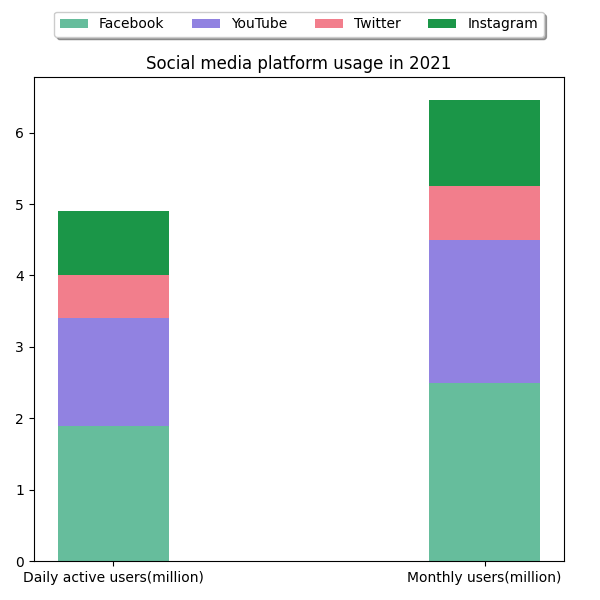 Facebook YouTube Twitter Instagram
Social media platform usage in 2021
6
5
4
3
2
1
0
Daily active users(million) Monthly users(million)